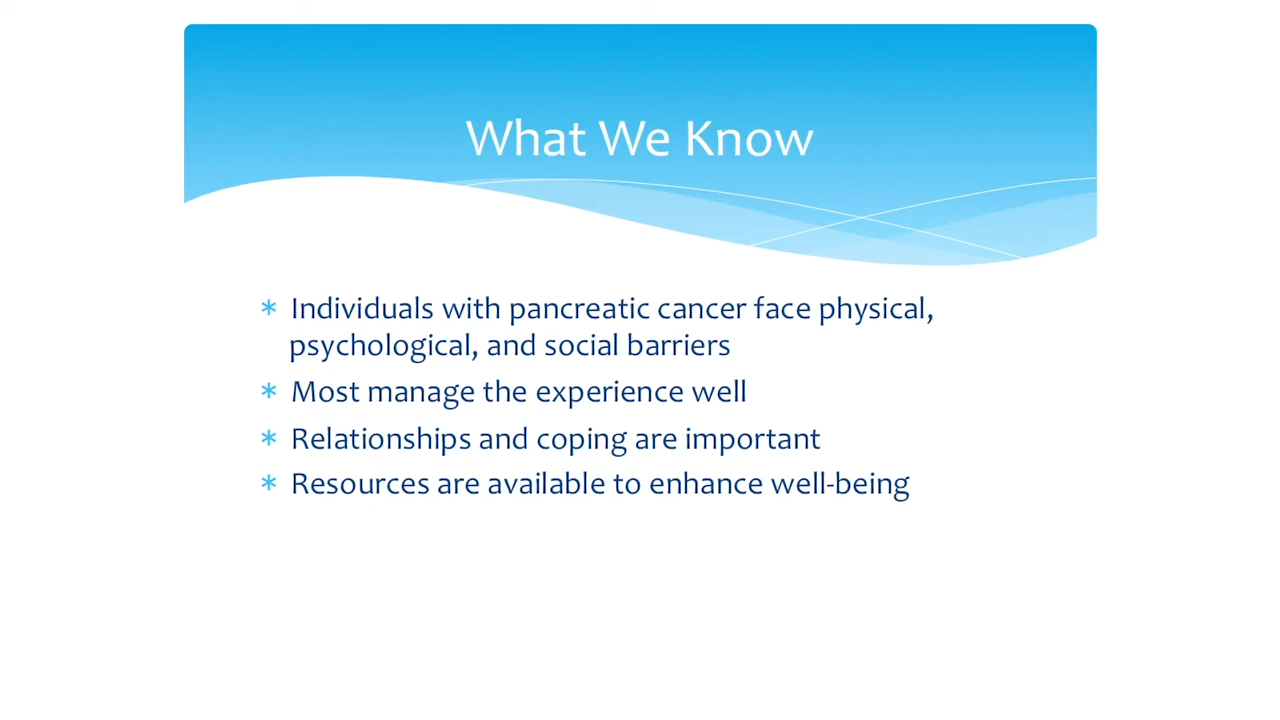 What We Know
* Individuals with pancreatic cancer face physical,
psychological, and social barriers
* Most manage the experience well
* Relationships and coping are important
* Resources are available to enhance well-being